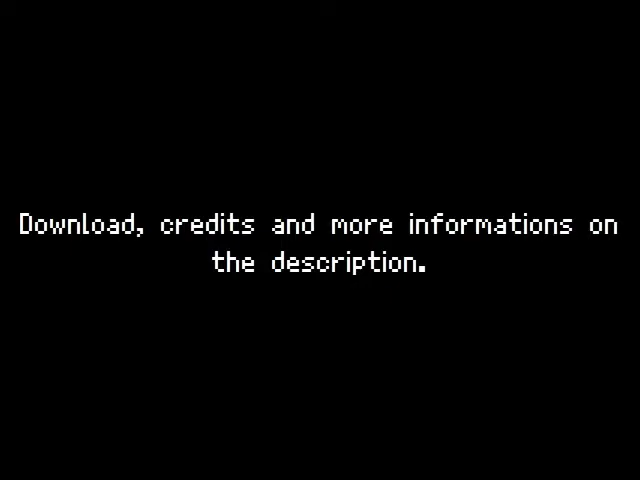 Download, credits and more informations on
the description.